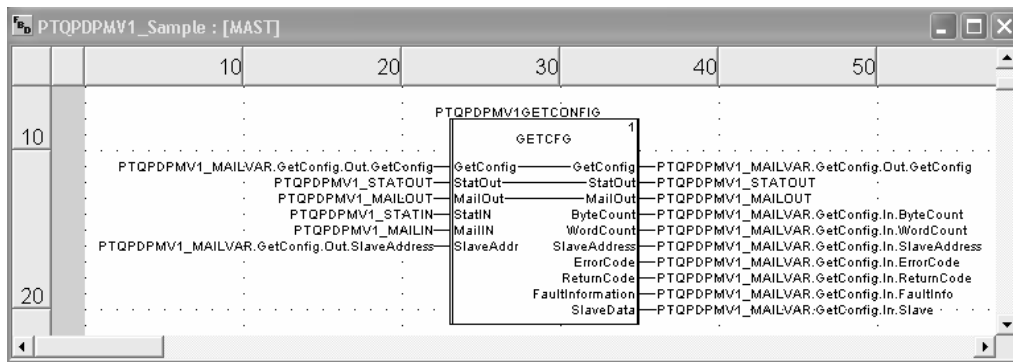 FBD PTQPDPMV1_Sample : [MAST]
10 20 30 40 50
PTQPDPMV1GETCONFIG
10 GETCFG 1
PTQPDPMV1_MAILVAR.GetConfig.Out.GetConfig GetConfig GetConfig PTQPDPMV1_MAILVAR.GetConfig.Out.GetConfig
PTQPDPMV1_STATOUT StatOut StatOut PTQPDPMV1_STATOUT
PTQPDPMV1_MAILOUT MailOut MailOut PTQPDPMV1_MAILOUT
PTQPDPMV1_STATIN StatIN ByteCount PTQPDPMV1_MAILVAR.GetConfig.In.ByteCount
PTQPDPMV1_MAILIN MailIN WordCount PTQPDPMV1_MAILVAR.GetConfig.In.WordCount
PTQPDPMV1_MAILVAR.GetConfig.Out.SlaveAddress SlaveAddr SlaveAddress PTQPDPMV1_MAILVAR.GetConfig.In.SlaveAddress
ErrorCode PTQPDPMV1_MAILVAR.GetConfig.In.ErrorCode
ReturnCode PTQPDPMV1_MAILVAR.GetConfig.In.ReturnCode
20 FaultInformation PTQPDPMV1_MAILVAR.GetConfig.In.FaultInfo
SlaveData PTQPDPMV1_MAILVAR.GetConfig.In.Slave